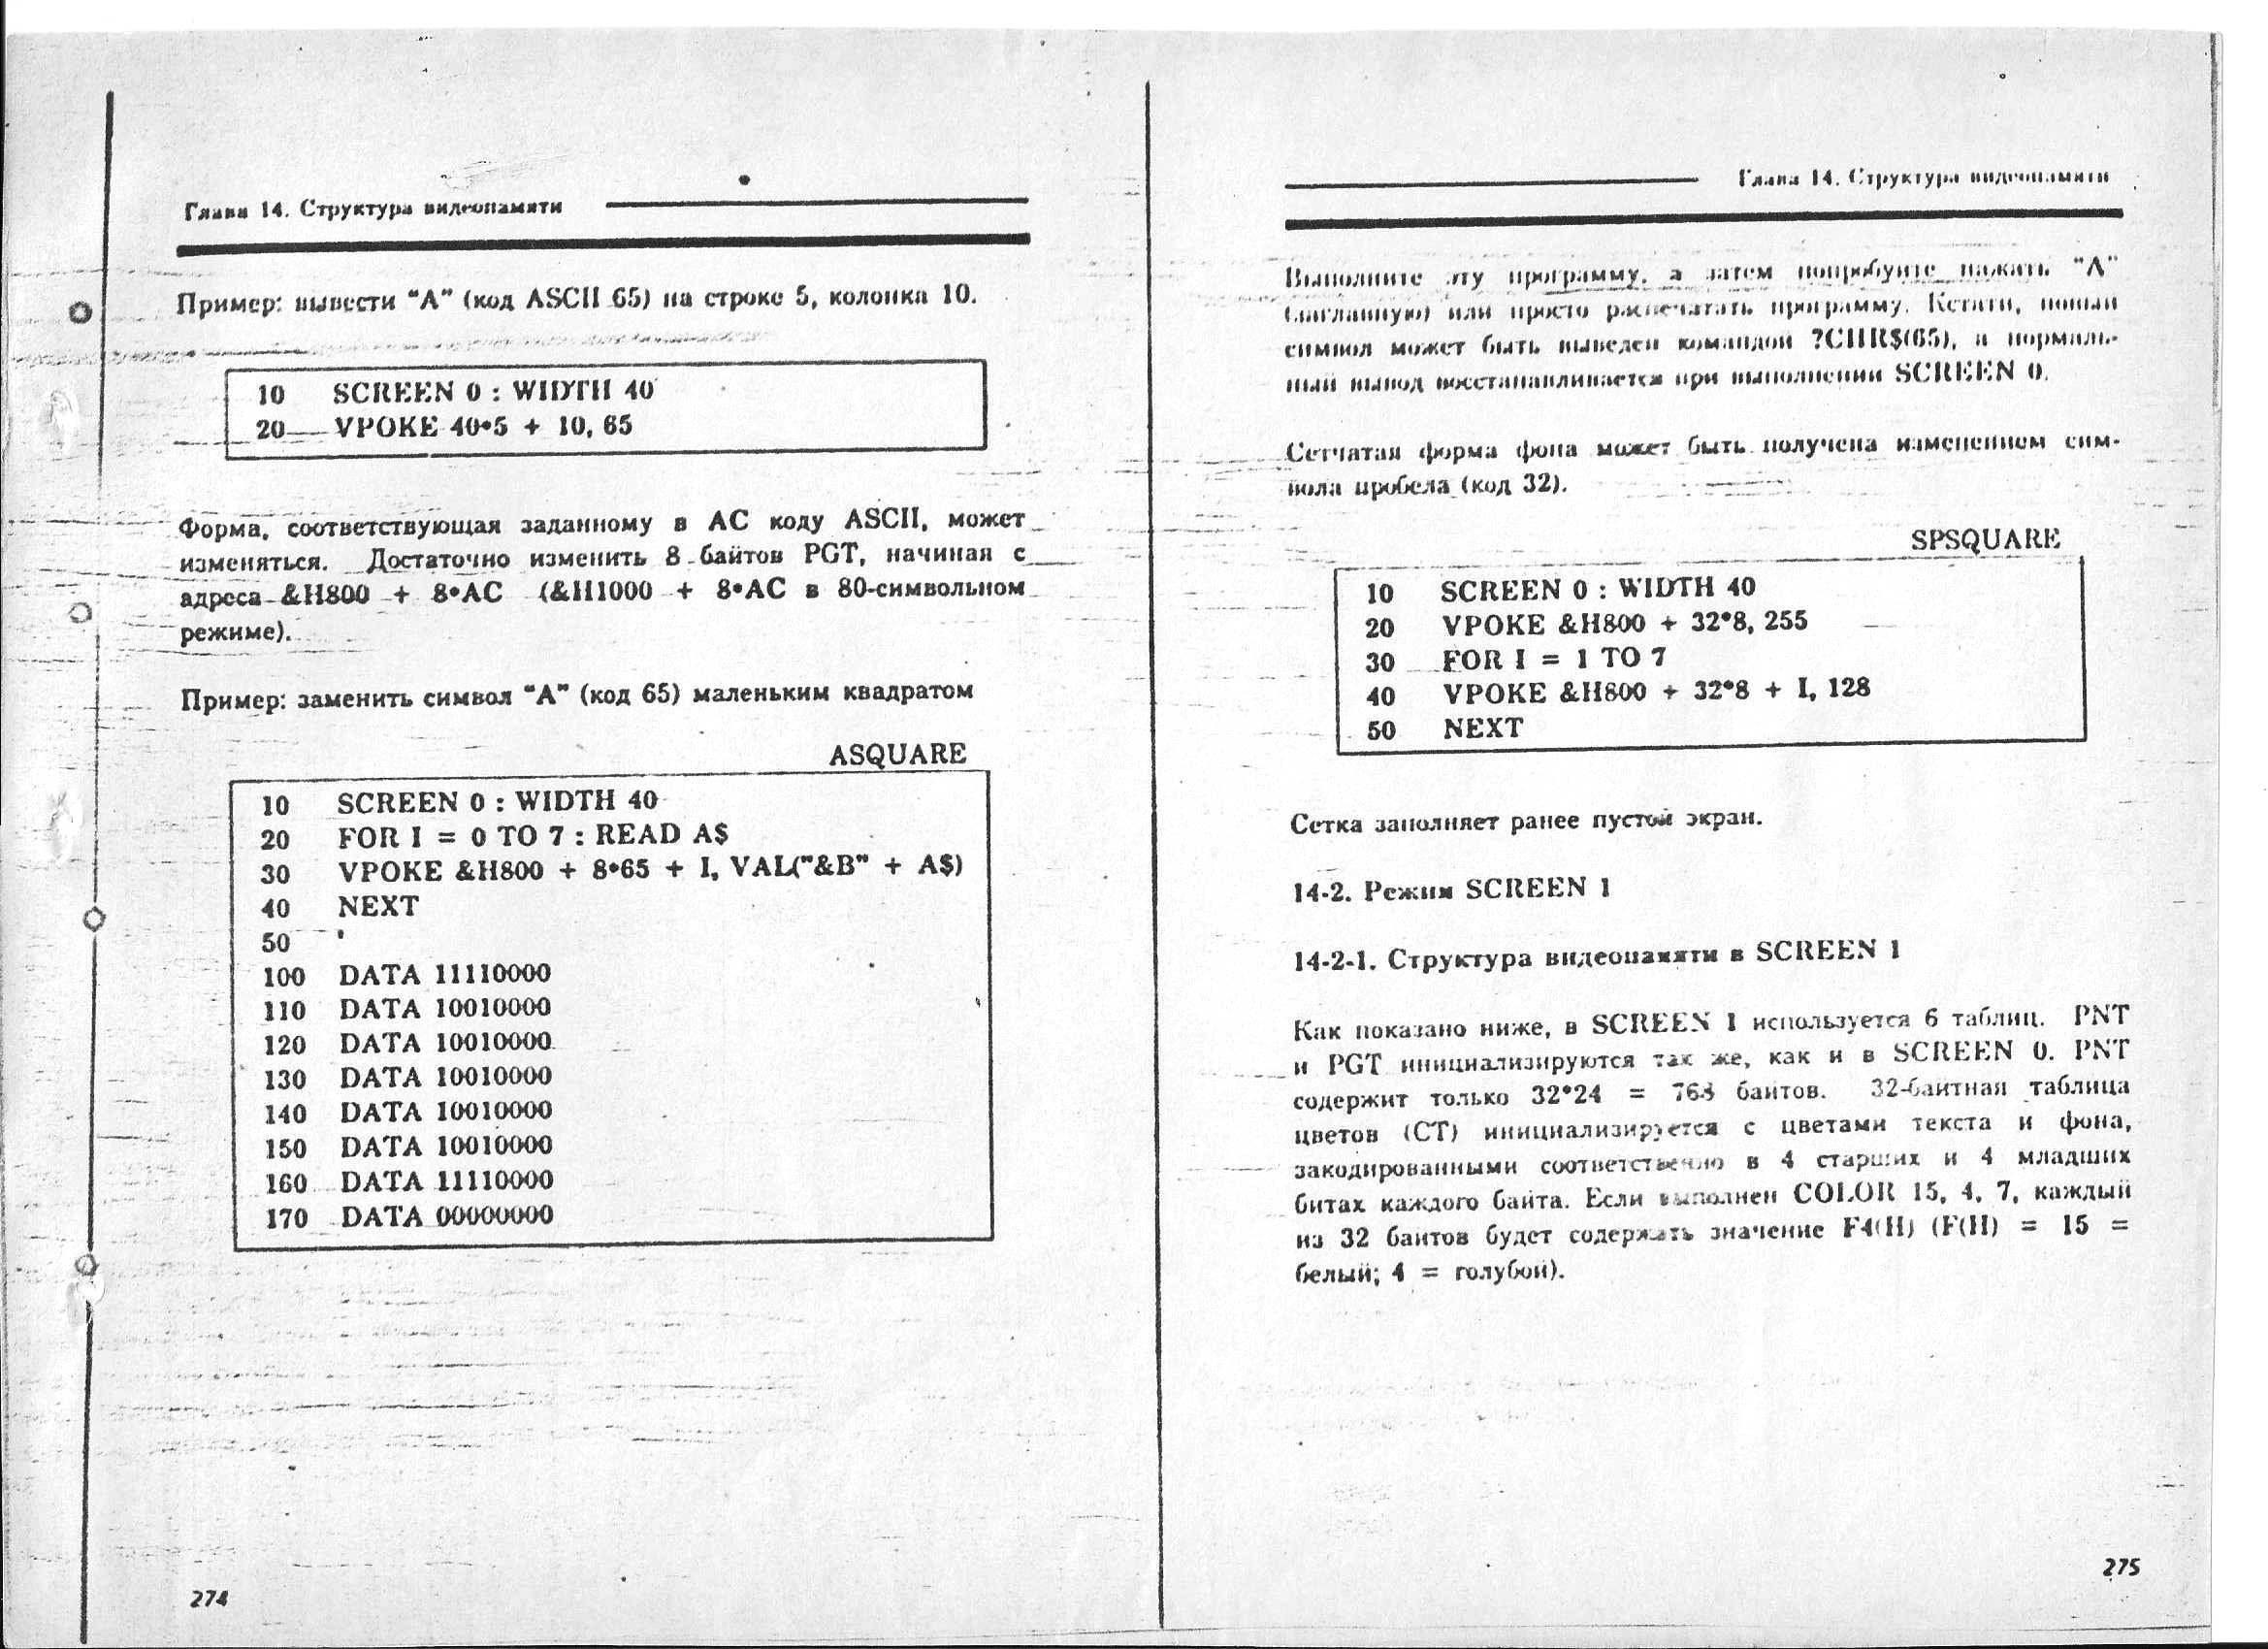 Глава 14. Структура видеопамяти
Пример: вывести "А" (код ASCII 65) на строке 5, колонка 10.
10 SCREEN 0 : WIDTH 40
20 VPOKE 40*5 + 10, 65
Форма, соответствующая заданному в АС коду ASCII, может
изменяться. Достаточно изменить 8 байтов PGT, начиная с
адреса &H800 + 8*AC (&H1000 + 8*AC в 80-символьном
режиме).
Пример: заменить символ "А" (код 65) маленьким квадратом
ASQUARE
10 SCREEN 0 : WIDTH 40
20 FOR I = 0 TO 7 : READ A$
30 VPOKE &H800 + 8*65 + I, VAL("&B" + A$)
40 NEXT
50 '
100 DATA 11110000
110 DATA 10010000
120 DATA 10010000
130 DATA 10010000
140 DATA 10010000
150 DATA 10010000
160 DATA 11110000
170 DATA 00000000
274
Глава 14. Структура видеопамяти
Выполните эту программу, а затем попробуйте нажать "А"
(заглавную) или просто распечатать программу. Кстати, новый
символ может быть выведен командой ?CHR$(65), а нормаль-
ный вывод восстанавливается при выполнении SCREEN 0.
Сетчатая форма фона может быть получена изменением сим-
вола пробела (код 32).
SPSQUARE
10 SCREEN 0 : WIDTH 40
20 VPOKE &H800 + 32*8, 255
30 FOR I = 1 TO 7
40 VPOKE &H800 + 32*8 + I, 128
50 NEXT
Сетка заполняет ранее пустой экран.
14-2. Режим SCREEN 1
14-2-1. Структура видеопамяти в SCREEN 1
Как показано ниже, в SCREEN 1 используется 6 таблиц. PNT
и PGT инициализируются так же, как и в SCREEN 0. PNT
содержит только 32*24 = 768 байтов. 32-байтная таблица
цветов (CT) инициализируется с цветами текста и фона,
закодированными соответственно в 4 старших и 4 младших
битах каждого байта. Если выполнен COLOR 15, 4, 7, каждый
из 32 байтов будет содержать значение F4(H) (F(H) = 15 =
белый; 4 = голубой).
275